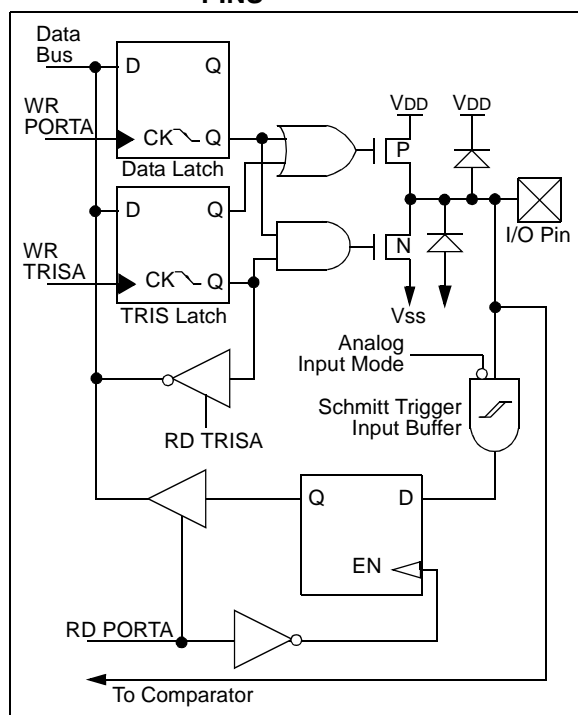 PINS
Data
Bus
D Q
VDD VDD
WR
PORTA
CK Q
P
Data Latch
D Q
I/O Pin
N
WR
TRISA
CK Q
TRIS Latch
VSS
Analog
Input Mode
Schmitt Trigger
Input Buffer
RD TRISA
Q D
EN
RD PORTA
To Comparator